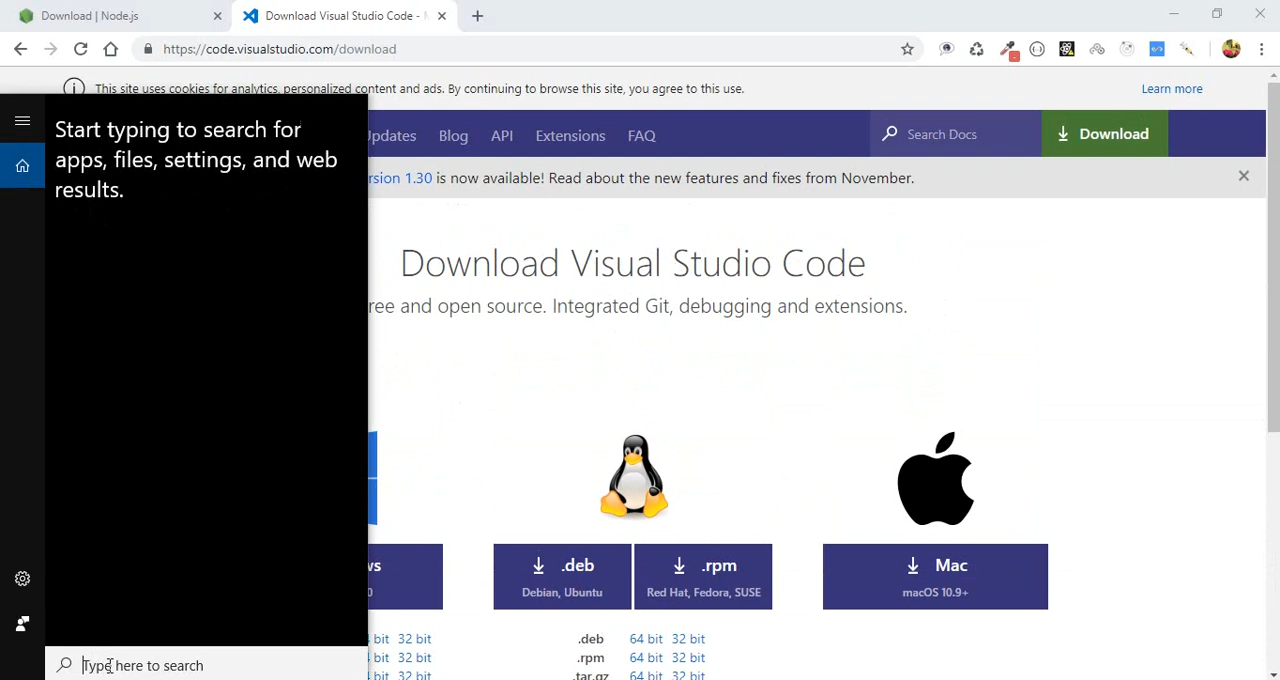 Download | Node.js
Download Visual Studio Code -
https://code.visualstudio.com/download
This site uses cookies for analytics, personalized content and ads. By continuing to browse this site, you agree to this use.
Learn more
Start typing to search for
apps, files, settings, and web
results.
Updates Blog API Extensions FAQ
Search Docs
Download
version 1.30 is now available! Read about the new features and fixes from November.
Download Visual Studio Code
free and open source. Integrated Git, debugging and extensions.
.deb
Debian, Ubuntu
.rpm
Red Hat, Fedora, SUSE
Mac
macOS 10.9+
bit 32 bit
.deb 64 bit 32 bit
bit 32 bit
.rpm 64 bit 32 bit
bit 32 bit
.tar.gz 64 bit 32 bit
Type here to search